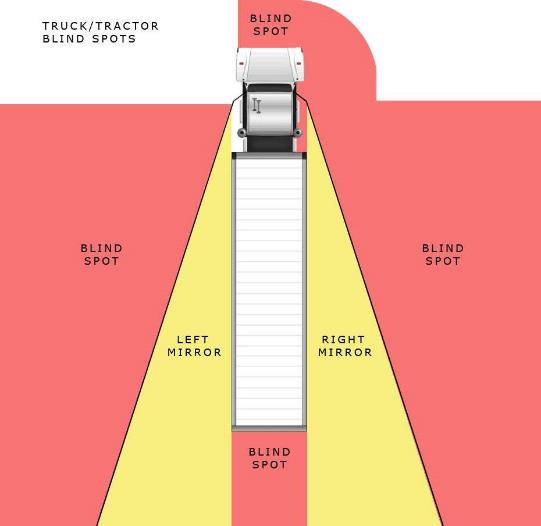 TRUCK/TRACTOR
BLIND SPOTS
BLIND
SPOT
BLIND
SPOT
BLIND
SPOT
LEFT
MIRROR
RIGHT
MIRROR
BLIND
SPOT